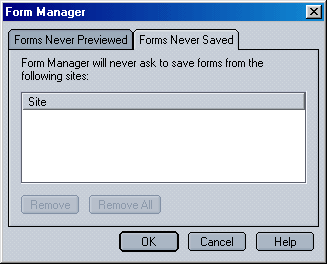 Form Manager
Forms Never Previewed Forms Never Saved
Form Manager will never ask to save forms from the
following sites:
Site
Remove Remove All
OK Cancel Help